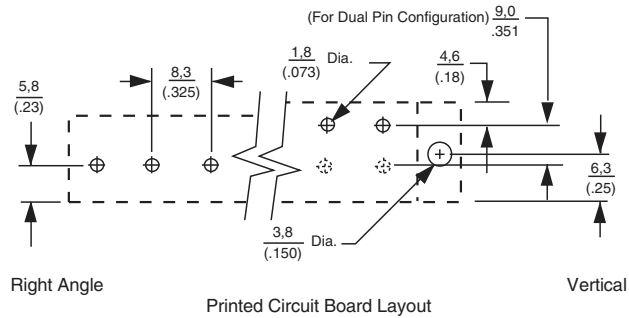 (For Dual Pin Configuration) 9,0
.351
1,8
(.073) Dia.
4,6
(.18)
5,8
(.23)
8,3
(.325)
6,3
(.25)
3,8
(.150) Dia.
Right Angle
Vertical
Printed Circuit Board Layout